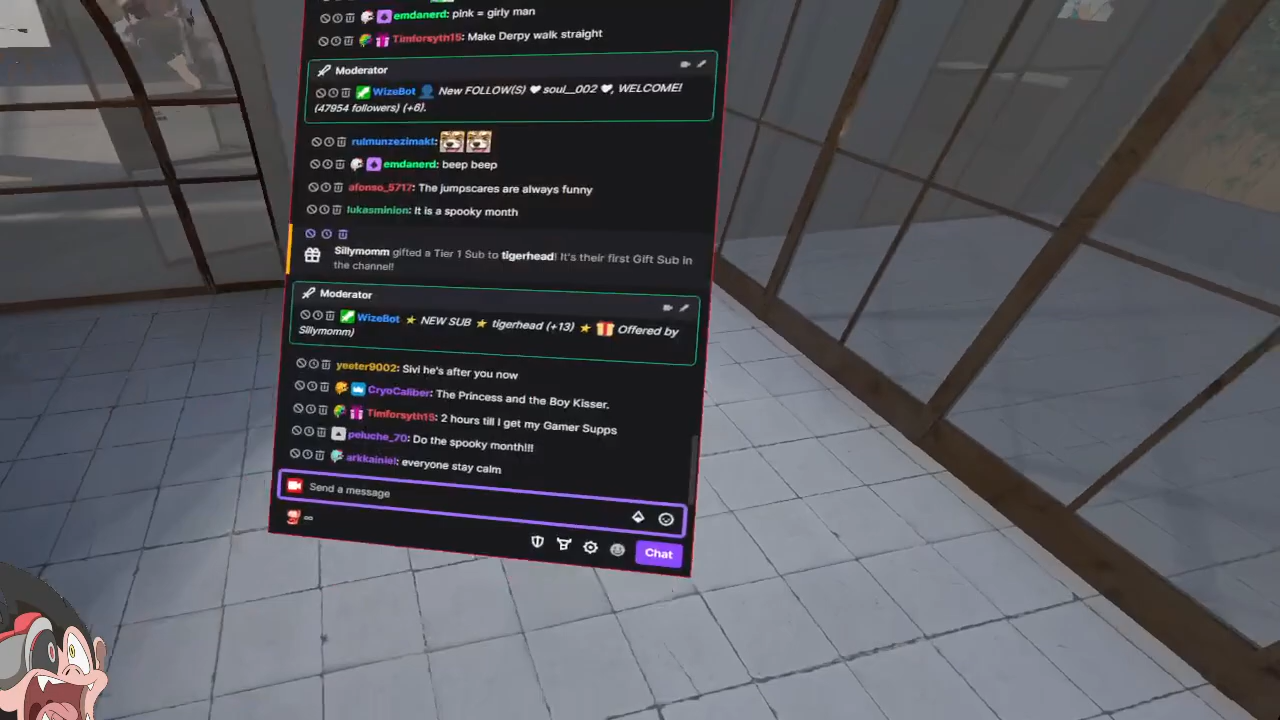 emdanerd: pink = girly man
Timforsyth15: Make Derpy walk straight
Moderator
WizeBot New FOLLOW(S) ❤ soul__002 ❤, WELCOME!
(47954 followers) (+6).
rulmunzezimakt:
emdanerd: beep beep
afonso_5717: The jumpscares are always funny
lukasminion: It is a spooky month
Sillymomm gifted a Tier 1 Sub to tigerhead! It's their first Gift Sub in
the channel!
Moderator
WizeBot ⭐ NEW SUB ⭐ tigerhead (+13) ⭐ 🎁 Offered by
Sillymomm)
yeeter9002: Sivi he's after you now
CryoCaliber: The Princess and the Boy Kisser.
Timforsyth15: 2 hours till I get my Gamer Supps
peluche_70: Do the spooky month!!!
arkkainiel: everyone stay calm
Send a message
Chat